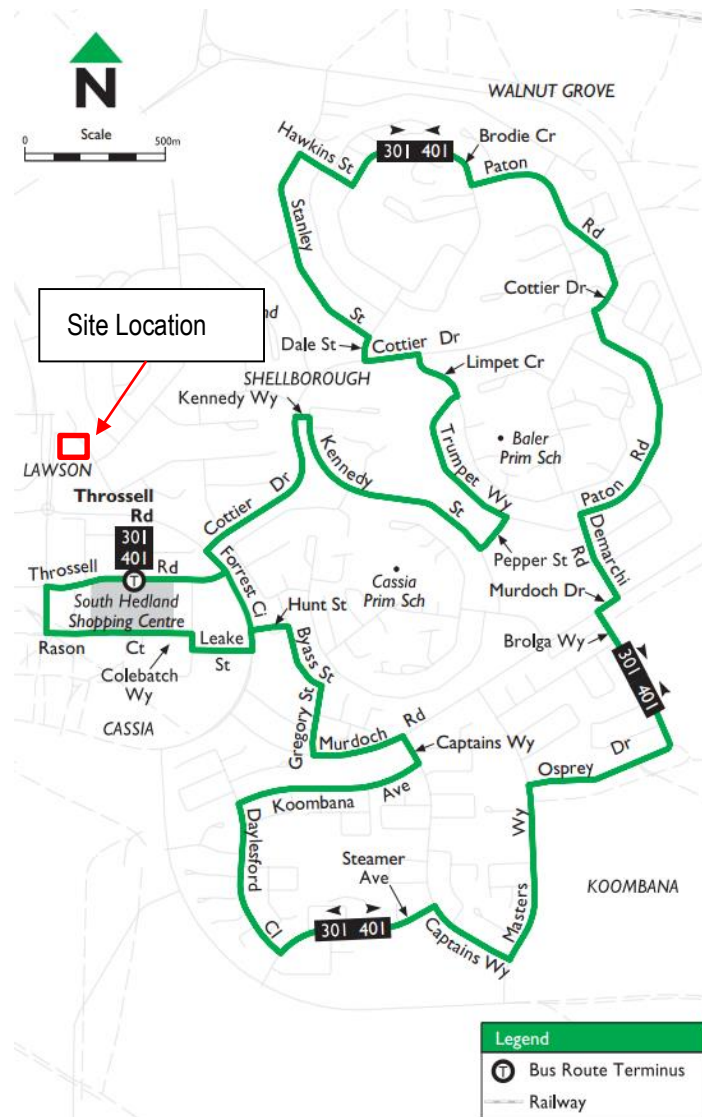 N
Scale
0 500m
WALNUT GROVE
Hawkins St
301 401
Brodie Cr
Paton
Rd
Stanley
St
Cottier Dr
Site Location
nd
Dale St
Cottier Dr
Limpet Cr
SHELLBOROUGH
Kennedy Wy
Trumpet Wy
Baler
Prim Sch
Kennedy
St
LAWSON
Cottier Dr
Paton Rd
Throssell
Rd
301
401
Pepper St
Demarchi
Rd
Throssell Rd
T
Forrest Ci
Cassia
Prim Sch
Murdoch Dr
South Hedland
Shopping Centre
Hunt St
Brolga Wy
Rason Ct
Leake
St
Colebatch
Wy
Byass St
301 401
CASSIA
Gregory St
Murdoch Rd
Captains Wy
Osprey Dr
Koombana Ave
Daylesford
Cl
Steamer
Ave
Masters Wy
KOOMBANA
301 401
Captains Wy
Legend
T Bus Route Terminus
Railway